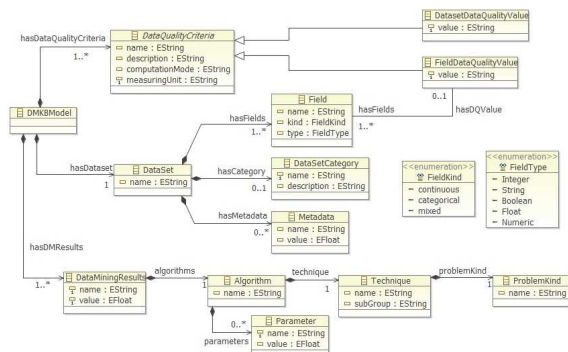 DataQualityCriteria
name : EString
description : EString
computationMode : EString
measuringUnit : EString
DatasetDataQualityValue
value : EString
FieldDataQualityValue
value : EString
hasDataQualityCriteria
1..*
0..1
hasDQValue
DMKBModel
Field
name : EString
kind : FieldKind
type : FieldType
hasFields
1..*
hasFields
1..*
hasDataset
1
DataSet
name : EString
hasCategory
0..1
DataSetCategory
name : EString
description : EString
<<enumeration>>
FieldKind
continuous
categorical
mixed
<<enumeration>>
FieldType
Integer
String
Boolean
Float
Numeric
hasMetadata
0..*
Metadata
name : EString
value : EFloat
hasDMResults
1..*
DataMiningResults
name : EString
value : EFloat
algorithms
1
Algorithm
name : EString
technique
1
Technique
name : EString
subGroup : EString
problemKind
1
ProblemKind
name : EString
0..*
parameters
Parameter
name : EString
value : EFloat